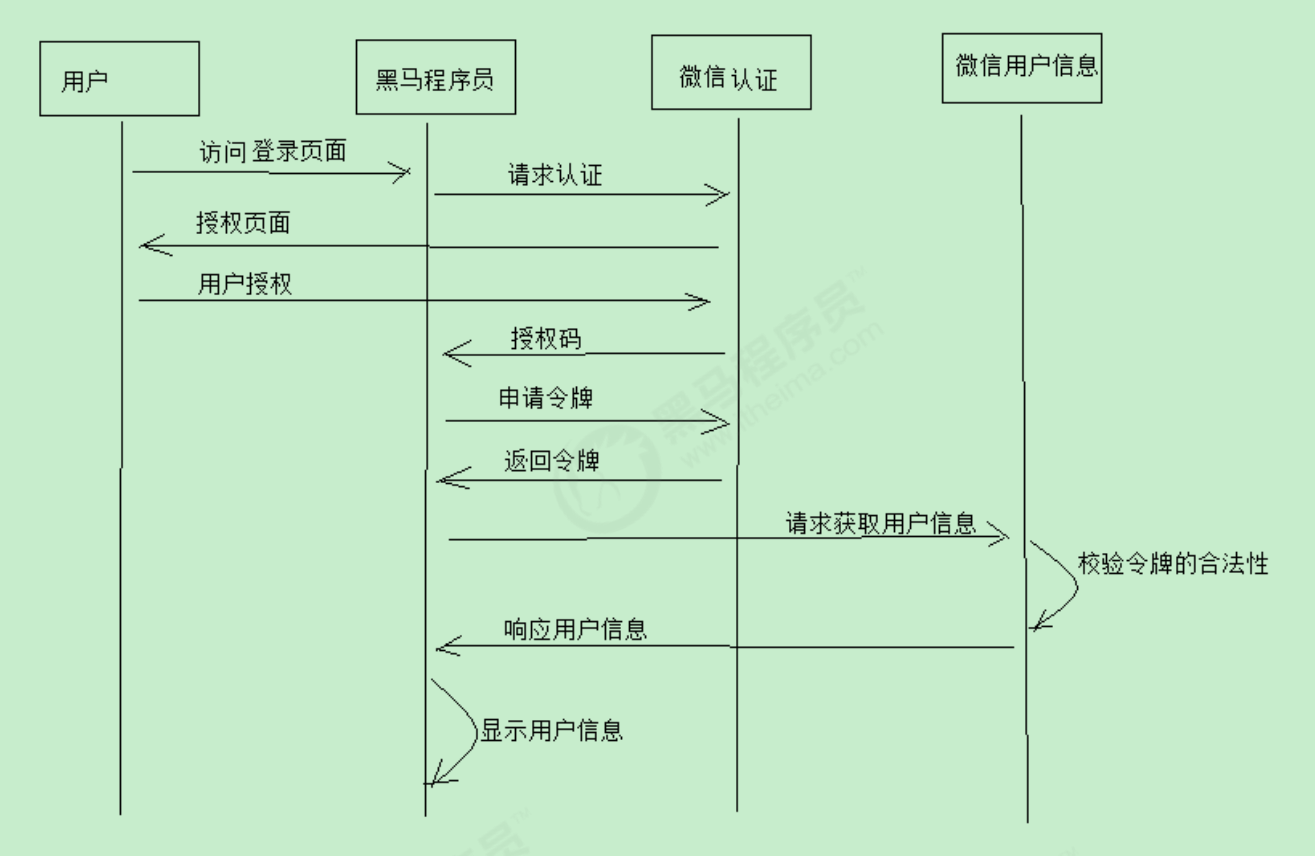 用户
黑马程序员
微信认证
微信用户信息
访问登录页面
请求认证
授权页面
用户授权
授权码
申请令牌
返回令牌
请求获取用户信息
校验令牌的合法性
响应用户信息
显示用户信息
黑马程序员™
www.itheima.com